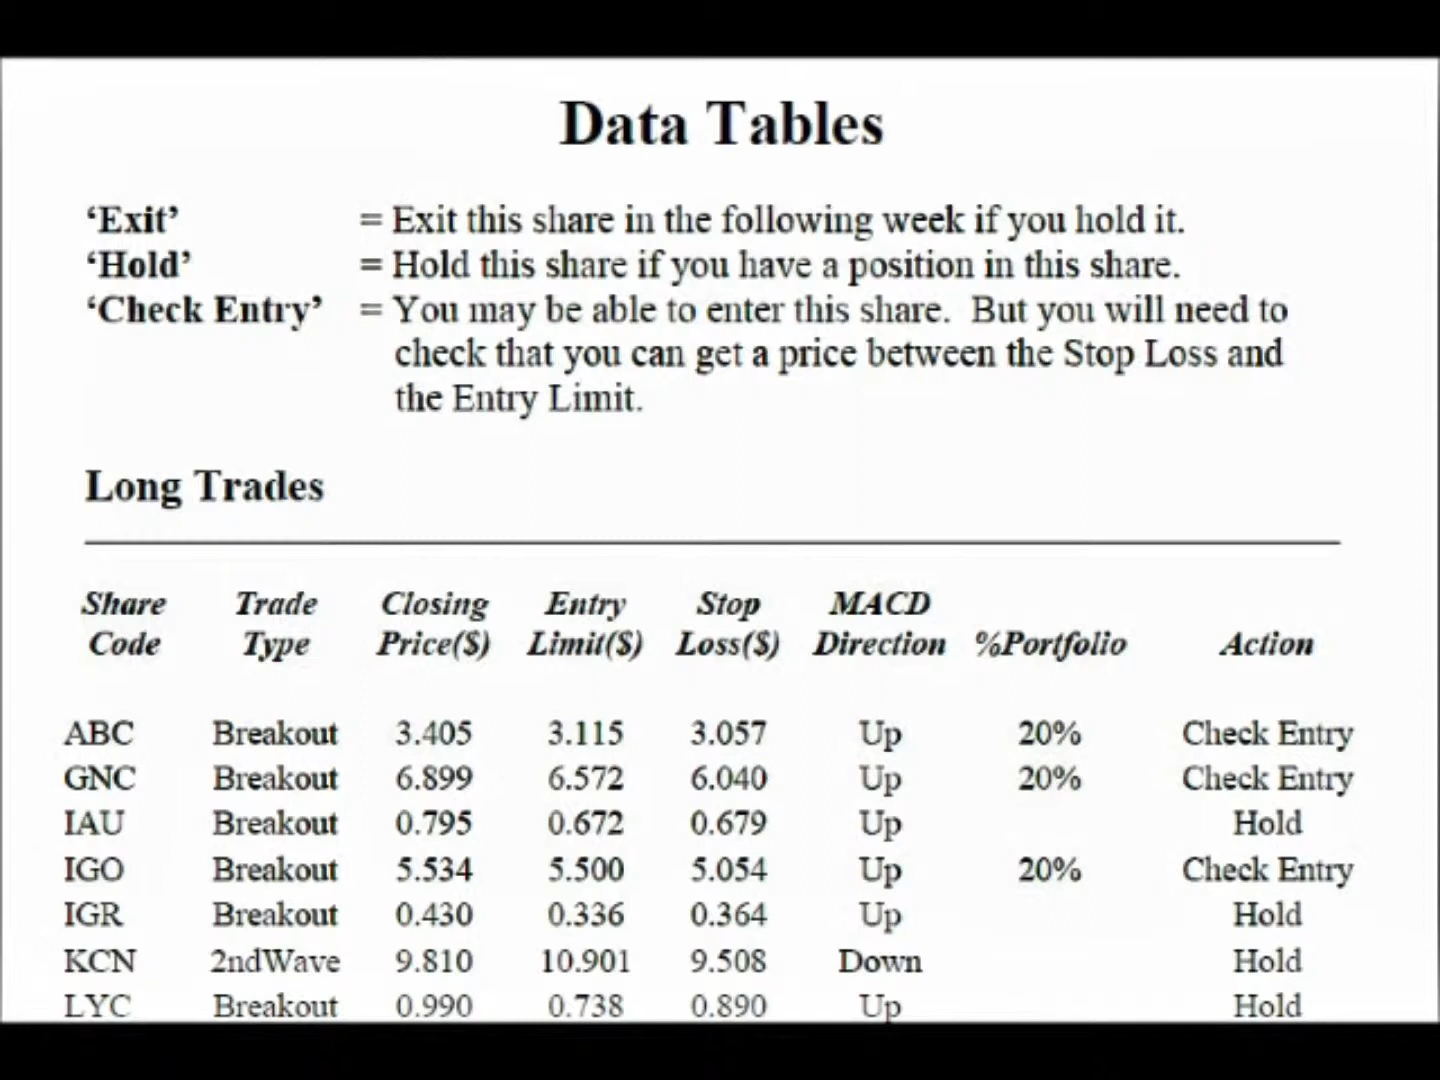 Data Tables
‘Exit’ = Exit this share in the following week if you hold it.
‘Hold’ = Hold this share if you have a position in this share.
‘Check Entry’ = You may be able to enter this share. But you will need to
check that you can get a price between the Stop Loss and
the Entry Limit.
Long Trades
Share Trade Closing Entry Stop MACD
Code Type Price($) Limit($) Loss($) Direction %Portfolio Action
ABC Breakout 3.405 3.115 3.057 Up 20% Check Entry
GNC Breakout 6.899 6.572 6.040 Up 20% Check Entry
IAU Breakout 0.795 0.672 0.679 Up Hold
IGO Breakout 5.534 5.500 5.054 Up 20% Check Entry
IGR Breakout 0.430 0.336 0.364 Up Hold
KCN 2ndWave 9.810 10.901 9.508 Down Hold
LYC Breakout 0.990 0.738 0.890 Up Hold